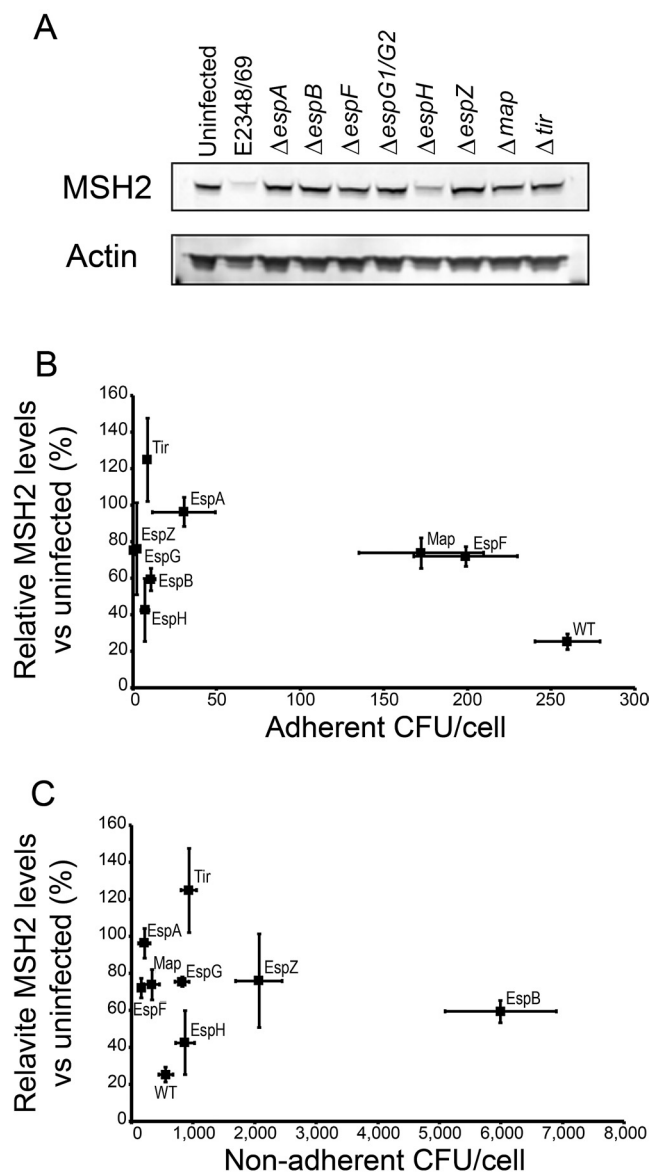 A
Uninfected
E2348/69
ΔespA
ΔespB
ΔespF
ΔespG1/G2
ΔespH
ΔespZ
Δmap
Δtir
MSH2
Actin
B
Relative MSH2 levels
vs uninfected (%)
160
140
120
100
80
60
40
20
0
Tir
EspA
EspZ
EspG
EspB
EspH
Map
EspF
WT
0 50 100 150 200 250 300
Adherent CFU/cell
C
Relavite MSH2 levels
vs uninfected (%)
160
140
120
100
80
60
40
20
0
Tir
EspA
Map
EspG
EspZ
EspF
EspB
EspH
WT
0 1,000 2,000 3,000 4,000 5,000 6,000 7,000 8,000
Non-adherent CFU/cell